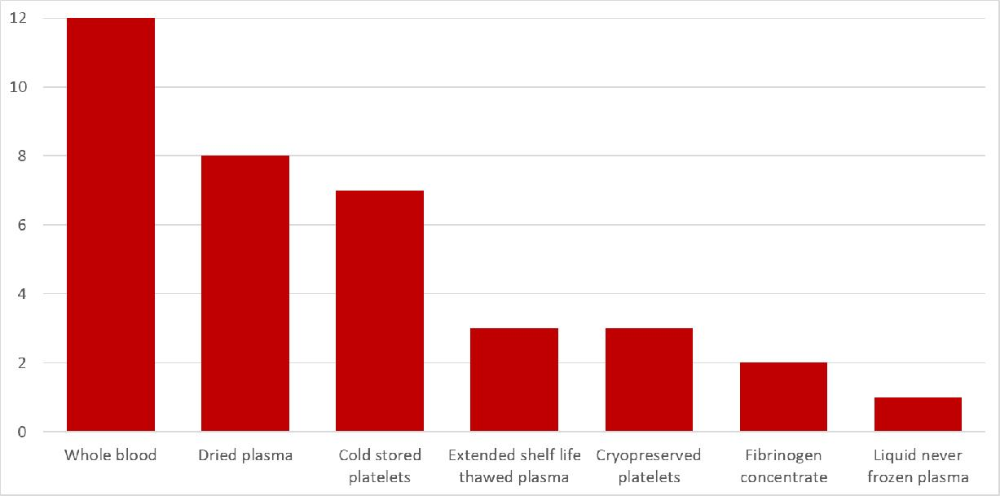 12
10
8
6
4
2
0
Whole blood
Dried plasma
Cold stored
platelets
Extended shelf life
thawed plasma
Cryopreserved
platelets
Fibrinogen
concentrate
Liquid never
frozen plasma